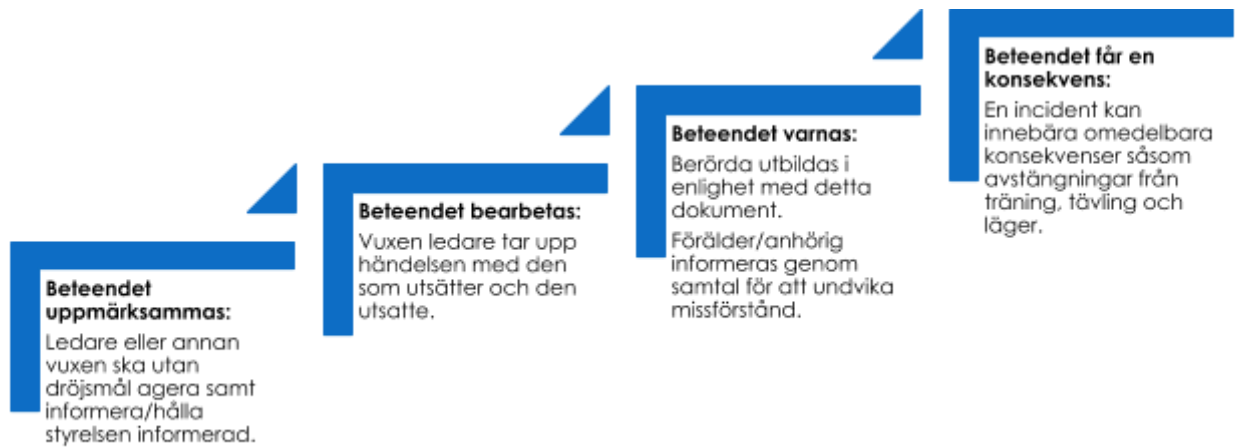 Beteendet
uppmärksammas:
Ledare eller annan
vuxen ska utan
dröjsmål agera samt
informera/hålla
styrelsen informerad.
Beteendet bearbetas:
Vuxen ledare tar upp
händelsen med den
som utsätter och den
utsatte.
Beteendet varnas:
Berörda utbildas i
enlighet med detta
dokument.
Förälder/anhörig
informeras genom
samtal för att undvika
missförstånd.
Beteendet får en
konsekvens:
En incident kan
innebära omedelbara
konsekvenser såsom
avstängningar från
träning, tävling och
läger.